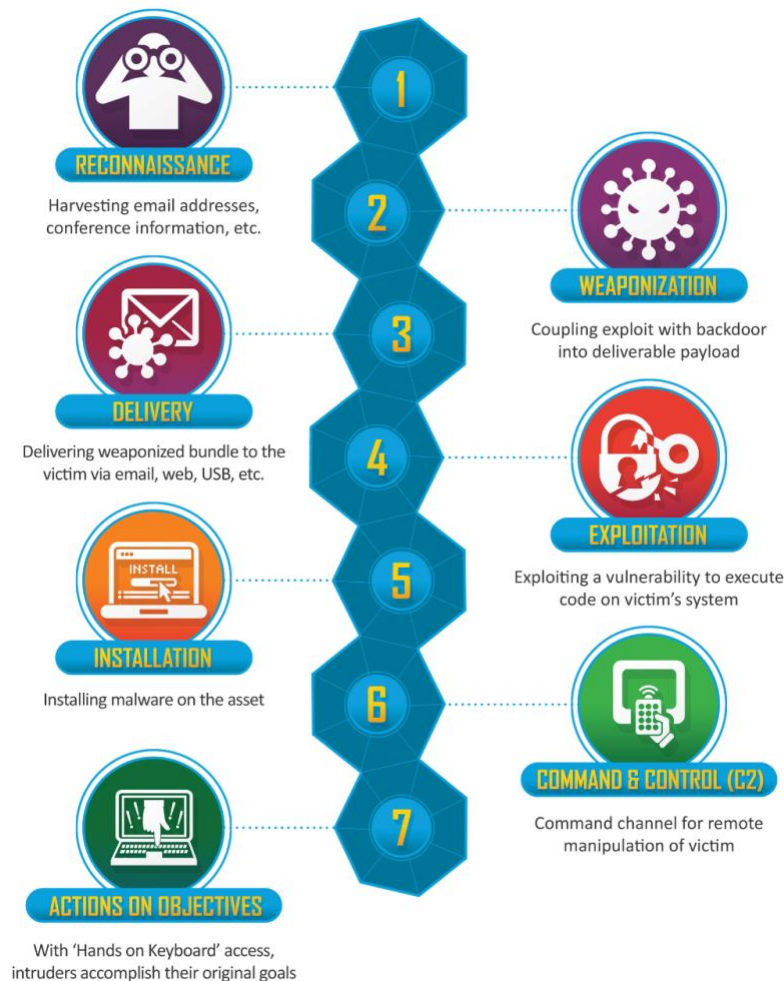 1
RECONNAISSANCE
Harvesting email addresses,
conference information, etc.
2
WEAPONIZATION
Coupling exploit with backdoor
into deliverable payload
3
DELIVERY
Delivering weaponized bundle to the
victim via email, web, USB, etc.
4
EXPLOITATION
Exploiting a vulnerability to execute
code on victim’s system
5
INSTALL
INSTALLATION
Installing malware on the asset
6
COMMAND & CONTROL (C2)
Command channel for remote
manipulation of victim
7
ACTIONS ON OBJECTIVES
With ‘Hands on Keyboard’ access,
intruders accomplish their original goals